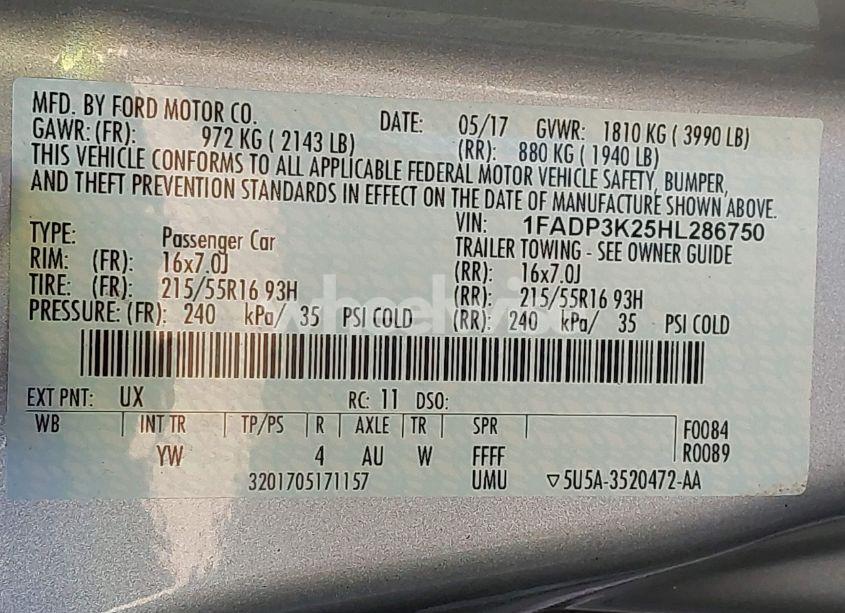 MFD. BY FORD MOTOR CO. DATE: 05/17 GVWR: 1810 KG ( 3990 LB)
GAWR: (FR): 972 KG ( 2143 LB) (RR): 880 KG ( 1940 LB)
THIS VEHICLE CONFORMS TO ALL APPLICABLE FEDERAL MOTOR VEHICLE SAFETY, BUMPER,
AND THEFT PREVENTION STANDARDS IN EFFECT ON THE DATE OF MANUFACTURE SHOWN ABOVE.
VIN: 1FADP3K25HL286750
TYPE: Passenger Car TRAILER TOWING - SEE OWNER GUIDE
RIM: (FR): 16x7.0J (RR): 16x7.0J
TIRE: (FR): 215/55R16 93H (RR): 215/55R16 93H
PRESSURE: (FR): 240 kPa/ 35 PSI COLD (RR): 240 kPa/ 35 PSI COLD
EXT PNT: UX RC: 11 DSO:
WB INT TR TP/PS R AXLE TR SPR F0084
YW 4 AU W FFFF R0089
3201705171157 UMU ▽5U5A-3520472-AA